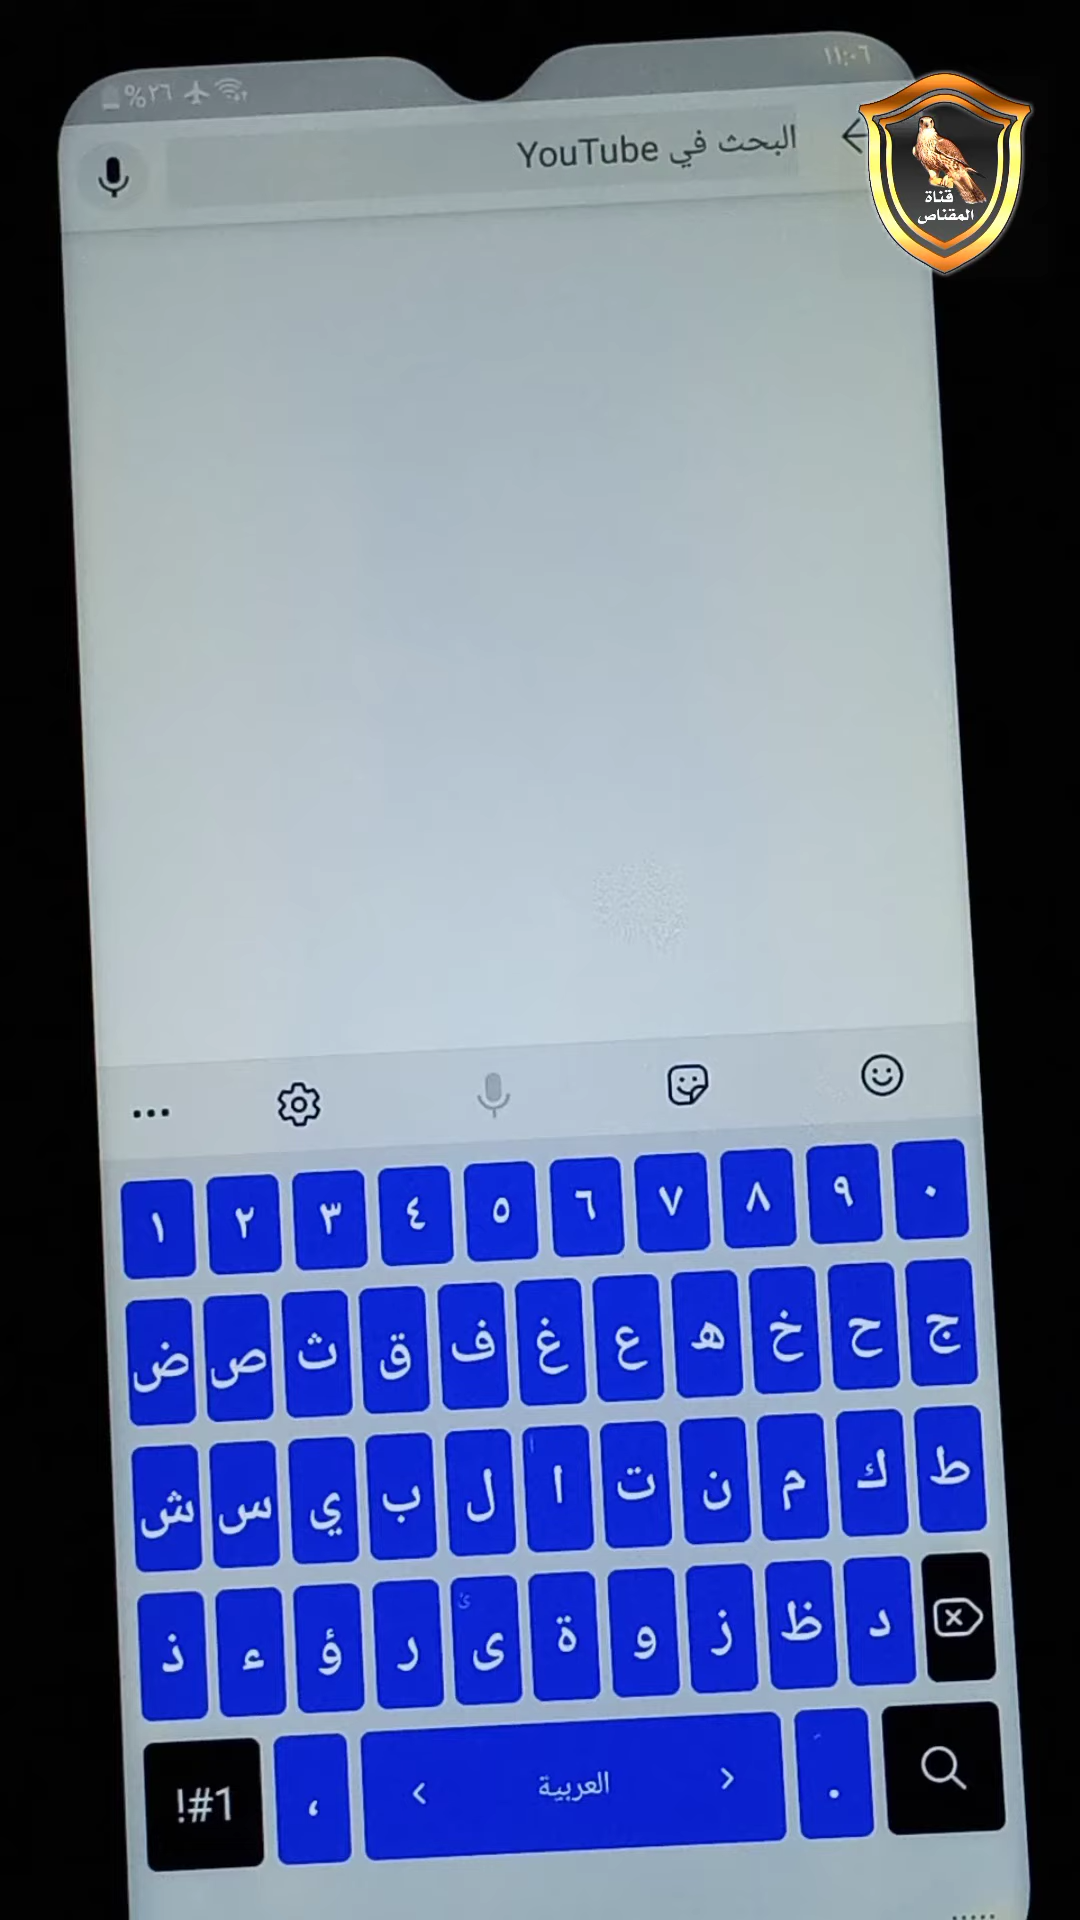 ١١:٠٦
%٢٦
البحث في YouTube
قناة
المقناص
١ ٢ ٣ ٤ ٥ ٦ ٧ ٨ ٩ ٠
ض ص ث ق ف غ ع ه خ ح ج
ش س ي ب ل ا ت ن م ك ط
ذ ء ؤ ر ى ة و ز ظ د
!#1 ، العربية .